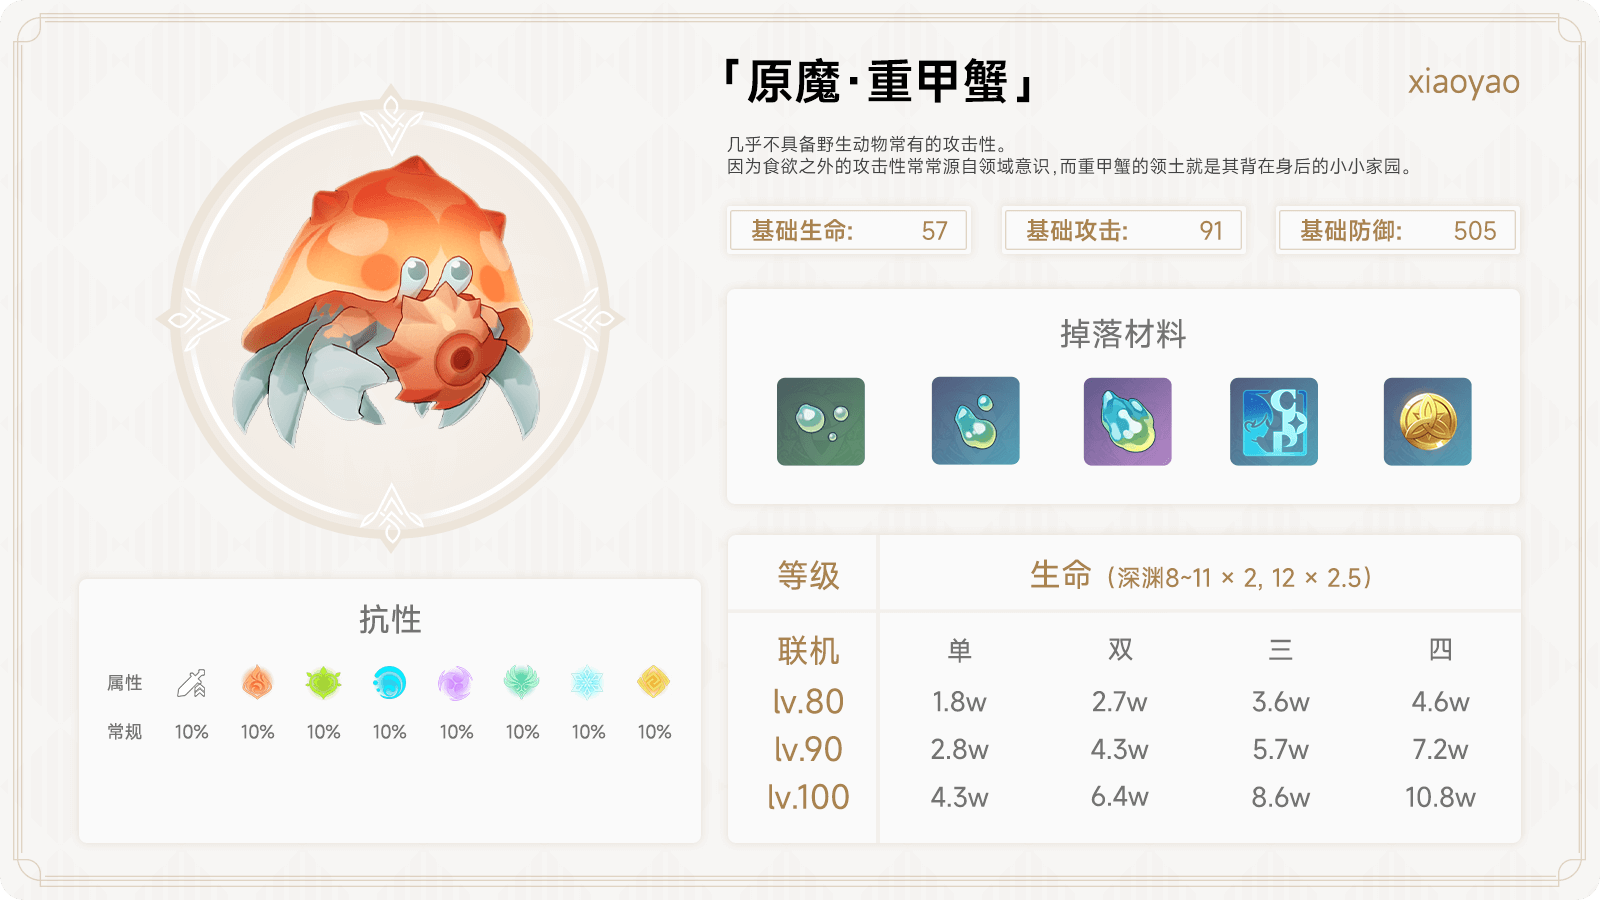 「原魔·重甲蟹」
xiaoyao
几乎不具备野生动物常有的攻击性。
因为食欲之外的攻击性常常源自领域意识,而重甲蟹的领土就是其背在身后的小小家园。
基础生命: 57
基础攻击: 91
基础防御: 505
掉落材料
抗性
属性
常规 10% 10% 10% 10% 10% 10% 10% 10%
等级 生命（深渊8~11 × 2, 12 × 2.5）
联机 单 双 三 四
lv.80 1.8w 2.7w 3.6w 4.6w
lv.90 2.8w 4.3w 5.7w 7.2w
lv.100 4.3w 6.4w 8.6w 10.8w